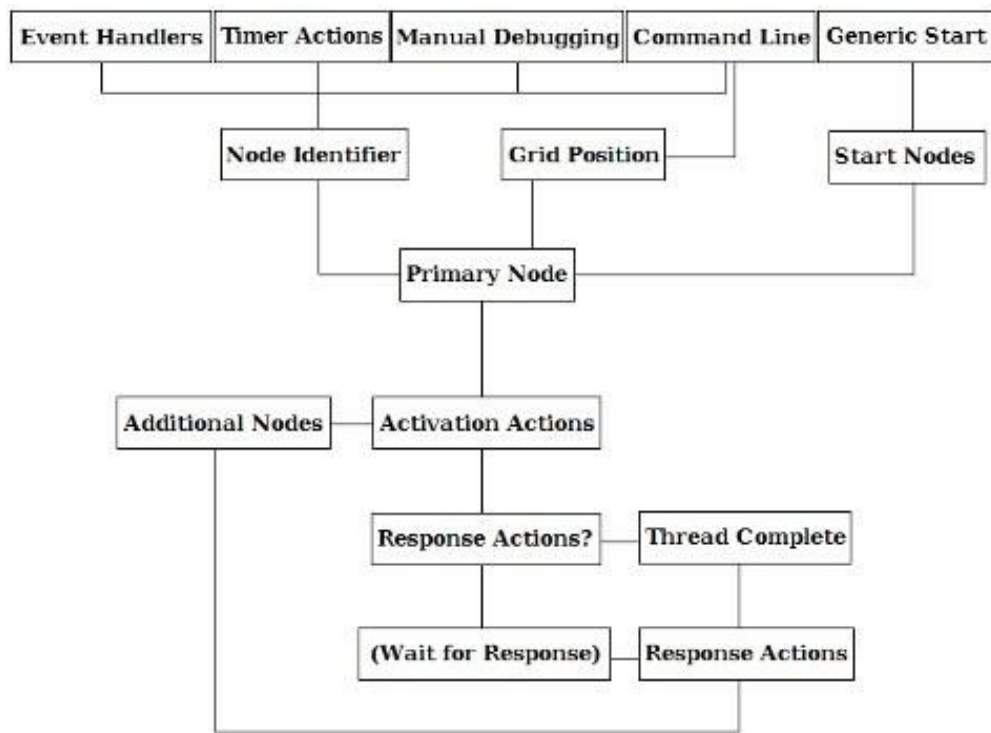 Event Handlers
Timer Actions
Manual Debugging
Command Line
Generic Start
Node Identifier
Grid Position
Start Nodes
Primary Node
Additional Nodes
Activation Actions
Response Actions?
Thread Complete
(Wait for Response)
Response Actions